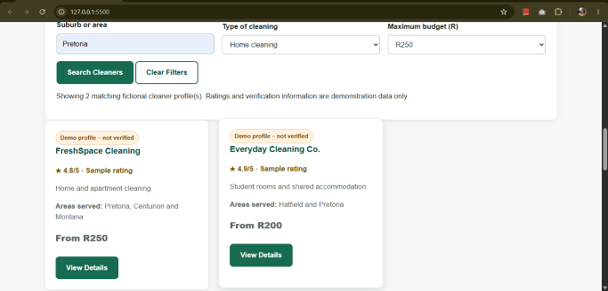 127.0.0.1:5500
Suburb or area
Type of cleaning
Maximum budget (R)
Pretoria
Home cleaning
R250
Search Cleaners
Clear Filters
Showing 2 matching fictional cleaner profile(s). Ratings and verification information are demonstration data only.
Demo profile – not verified
FreshSpace Cleaning
★ 4.8/5 · Sample rating
Home and apartment cleaning
Areas served: Pretoria, Centurion and
Montana
From R250
View Details
Demo profile – not verified
Everyday Cleaning Co.
★ 4.9/5 · Sample rating
Student rooms and shared accommodation
Areas served: Hatfield and Pretoria
From R200
View Details